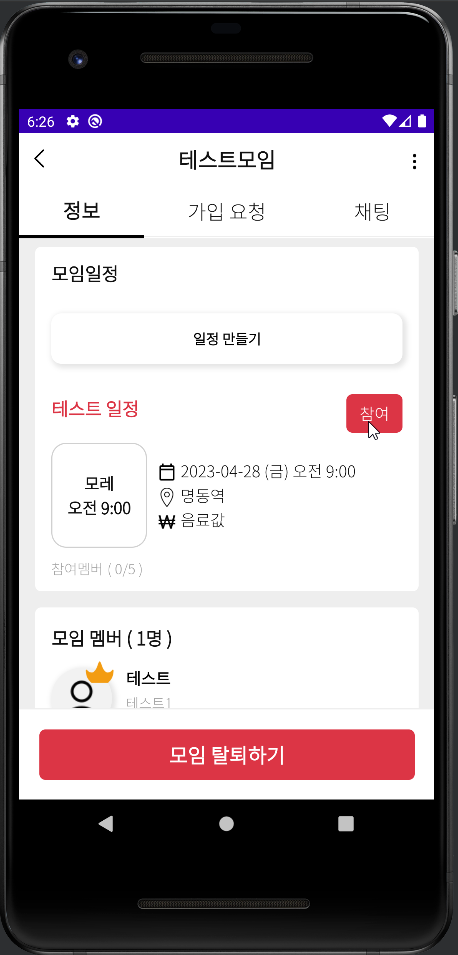 6:26
테스트모임
정보 가입 요청 채팅
모임일정
일정 만들기
테스트 일정 참여
모레
오전 9:00
2023-04-28 (금) 오전 9:00
명동역
₩ 음료값
참여멤버 ( 0/5 )
모임 멤버 ( 1명 )
테스트
테스트1
모임 탈퇴하기